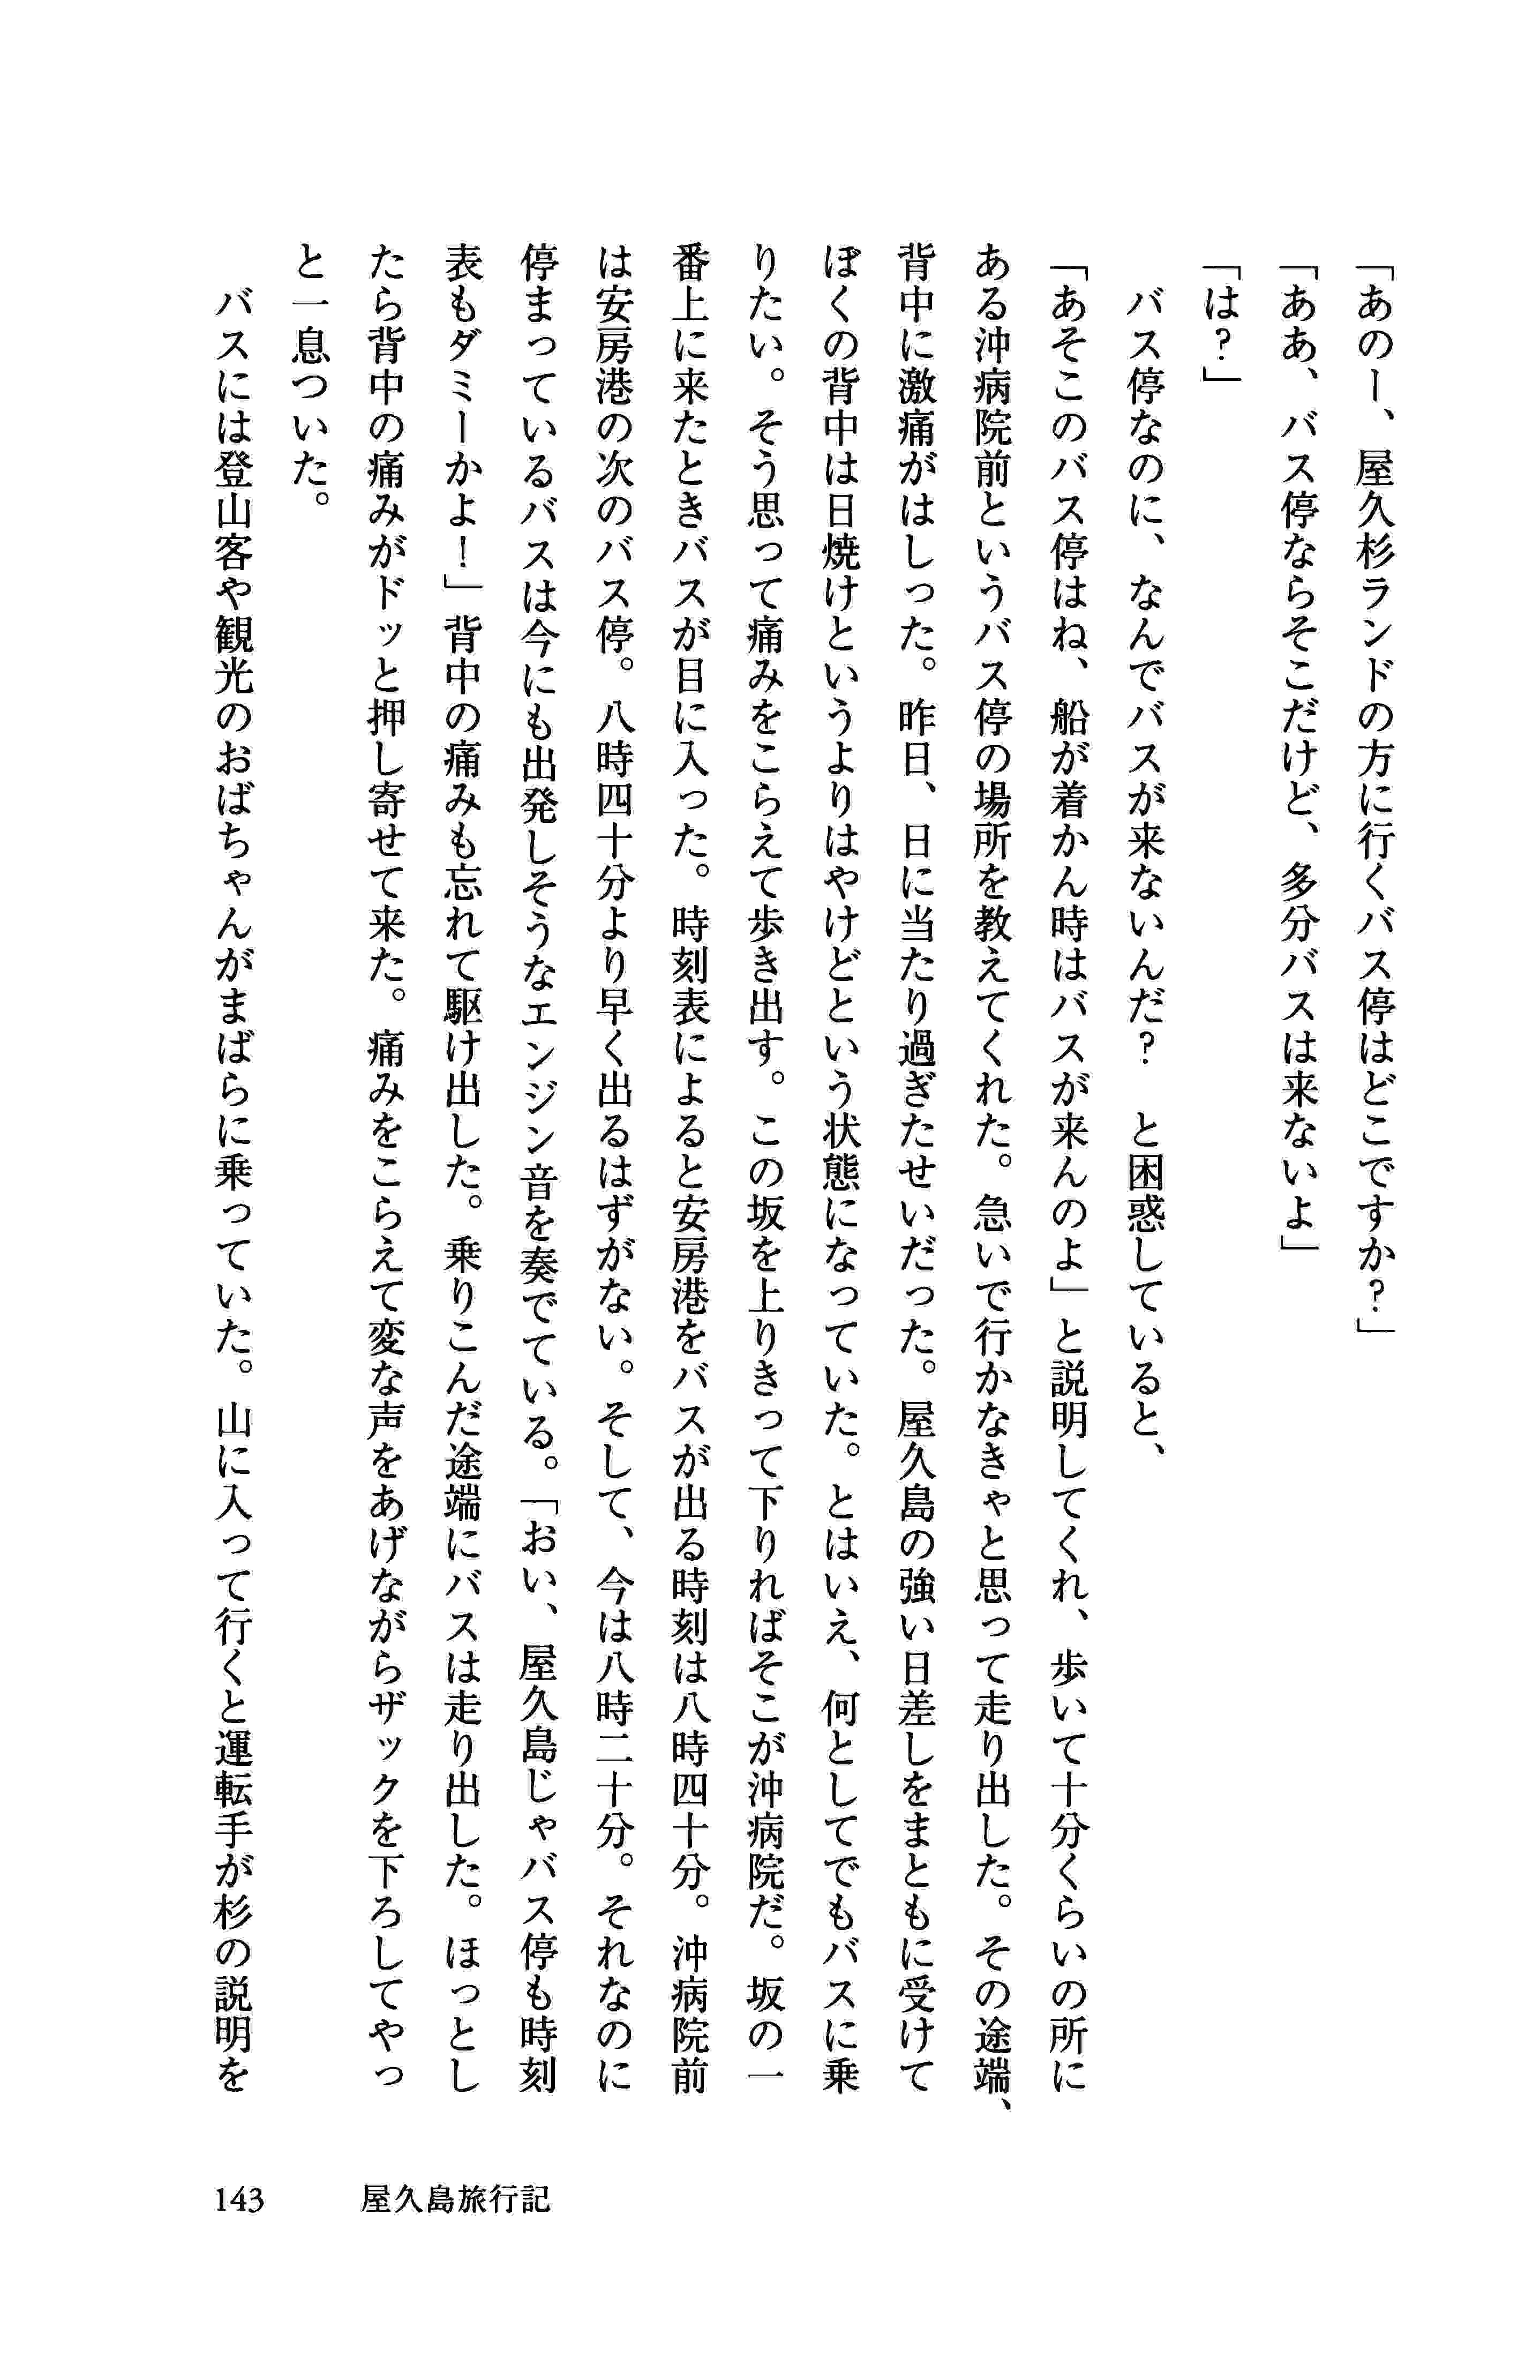 「あのー、屋久杉ランドの方に行くバス停はどこですか?」
「ああ、バス停ならそこだけど、多分バスは来ないよ」
「は?」
　バス停なのに、なんでバスが来ないんだ?　と困惑していると、
「あそこのバス停はね、船が着かん時はバスが来んのよ」と説明してくれ、歩いて十分くらいの所に
ある沖病院前というバス停の場所を教えてくれた。急いで行かなきゃと思って走り出した。その途端、
背中に激痛がはしった。昨日、日に当たり過ぎたせいだった。屋久島の強い日差しをまともに受けて
ぼくの背中は日焼けというよりはやけどという状態になっていた。とはいえ、何としてでもバスに乗
りたい。そう思って痛みをこらえて歩き出す。この坂を上りきって下りればそこが沖病院だ。坂の一
番上に来たときバスが目に入った。時刻表によると安房港をバスが出る時刻は八時四十分。沖病院前
は安房港の次のバス停。八時四十分より早く出るはずがない。そして、今は八時二十分。それなのに
停まっているバスは今にも出発しそうなエンジン音を奏でている。「おい、屋久島じゃバス停も時刻
表もダミーかよ!」背中の痛みも忘れて駆け出した。乗りこんだ途端にバスは走り出した。ほっとし
たら背中の痛みがドッと押し寄せて来た。痛みをこらえて変な声をあげながらザックを下ろしてやっ
と一息ついた。
　バスには登山客や観光のおばちゃんがまばらに乗っていた。山に入って行くと運転手が杉の説明を
143　屋久島旅行記